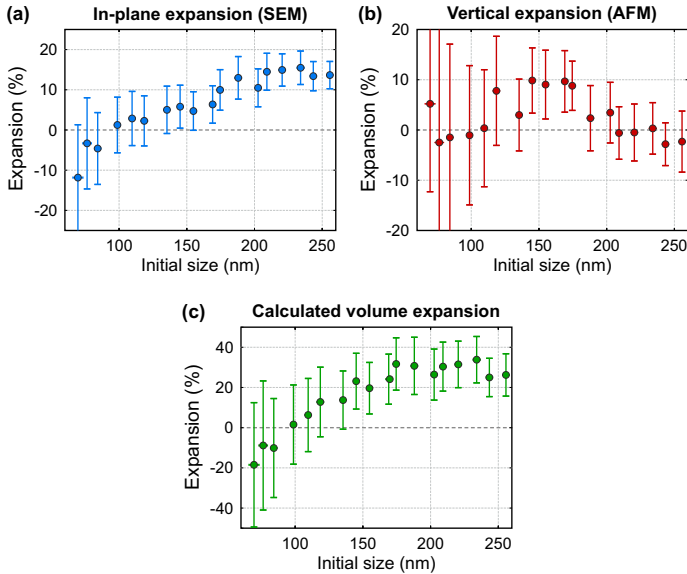 (a)
In-plane expansion (SEM)
Expansion (%)
20
10
0
-10
-20
100
150
200
250
Initial size (nm)
(b)
Vertical expansion (AFM)
Expansion (%)
20
10
0
-10
-20
100
150
200
250
Initial size (nm)
(c)
Calculated volume expansion
Expansion (%)
40
20
0
-20
-40
100
150
200
250
Initial size (nm)